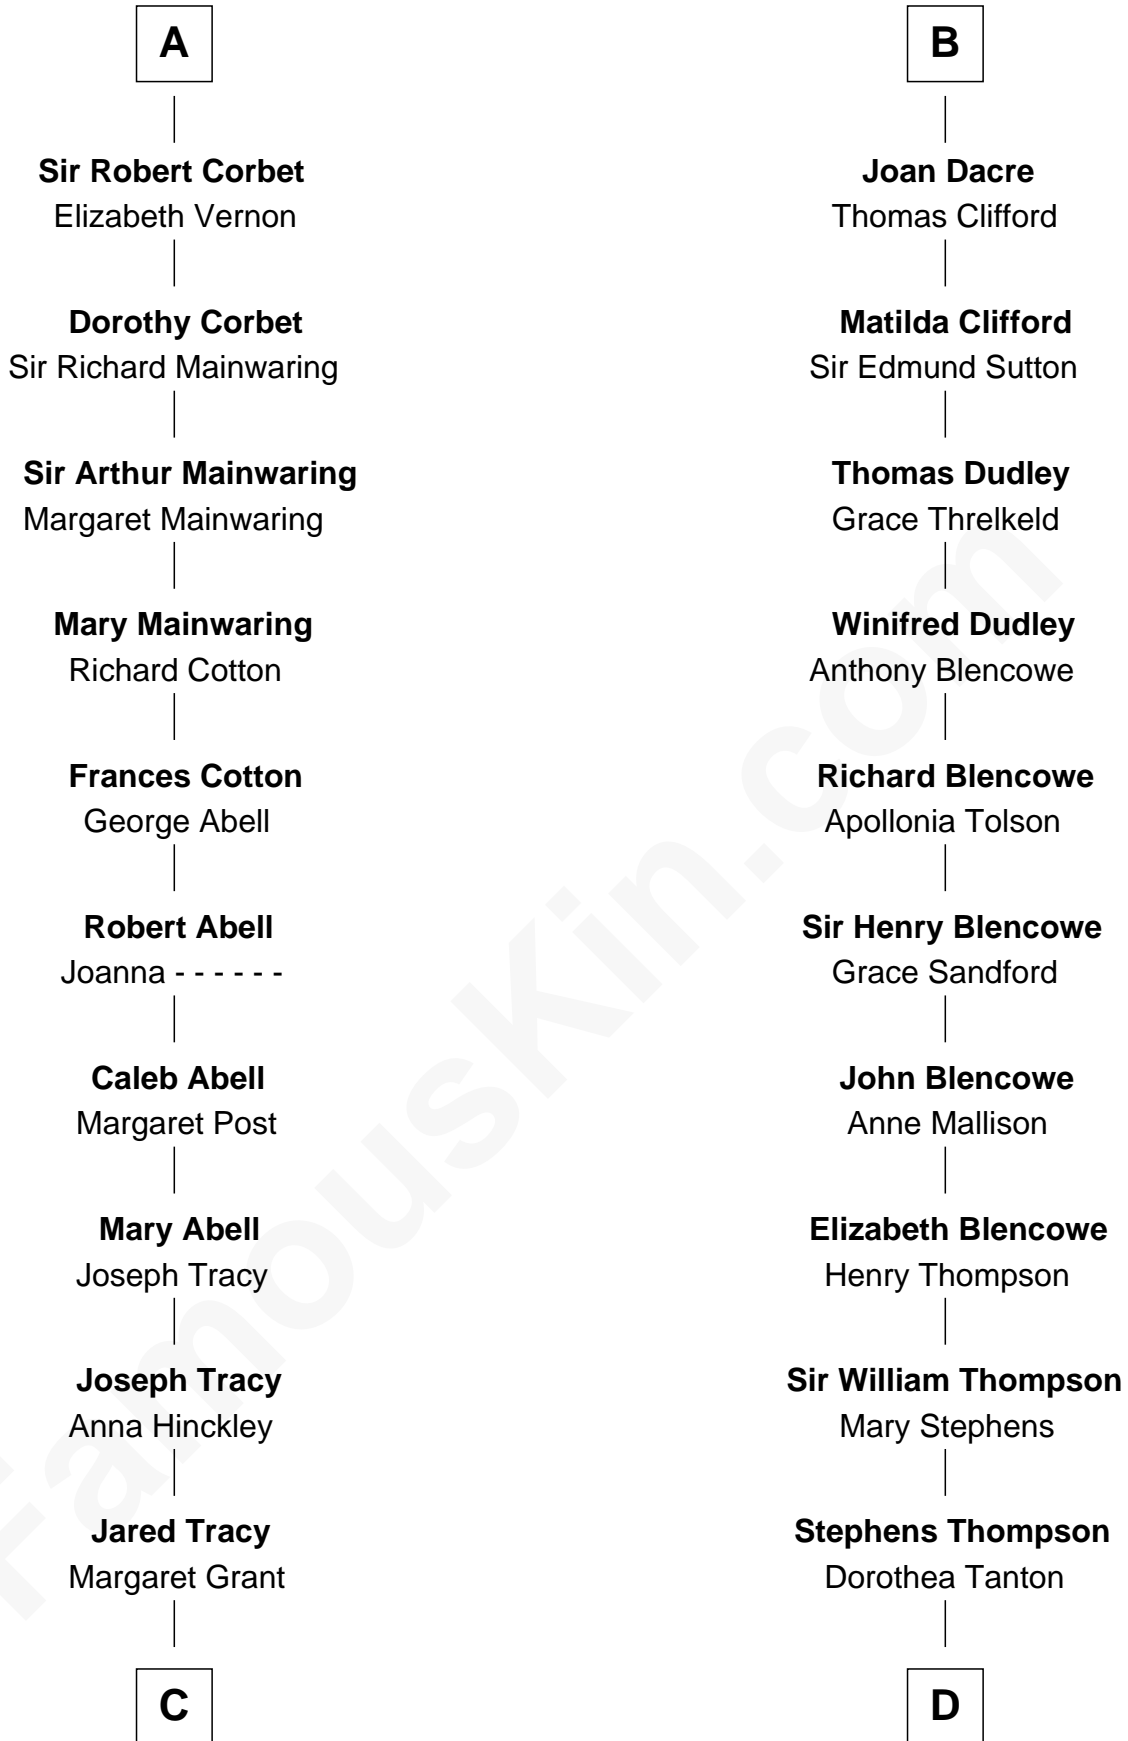 A
Sir Robert Corbet
Elizabeth Vernon
Dorothy Corbet
Sir Richard Mainwaring
Sir Arthur Mainwaring
Margaret Mainwaring
Mary Mainwaring
Richard Cotton
Frances Cotton
George Abell
Robert Abell
Joanna - - - - - -
Caleb Abell
Margaret Post
Mary Abell
Joseph Tracy
Joseph Tracy
Anna Hinckley
Jared Tracy
Margaret Grant
C
B
Joan Dacre
Thomas Clifford
Matilda Clifford
Sir Edmund Sutton
Thomas Dudley
Grace Threlkeld
Winifred Dudley
Anthony Blencowe
Richard Blencowe
Apollonia Tolson
Sir Henry Blencowe
Grace Sandford
John Blencowe
Anne Mallison
Elizabeth Blencowe
Henry Thompson
Sir William Thompson
Mary Stephens
Stephens Thompson
Dorothea Tanton
D
FamousKin.com